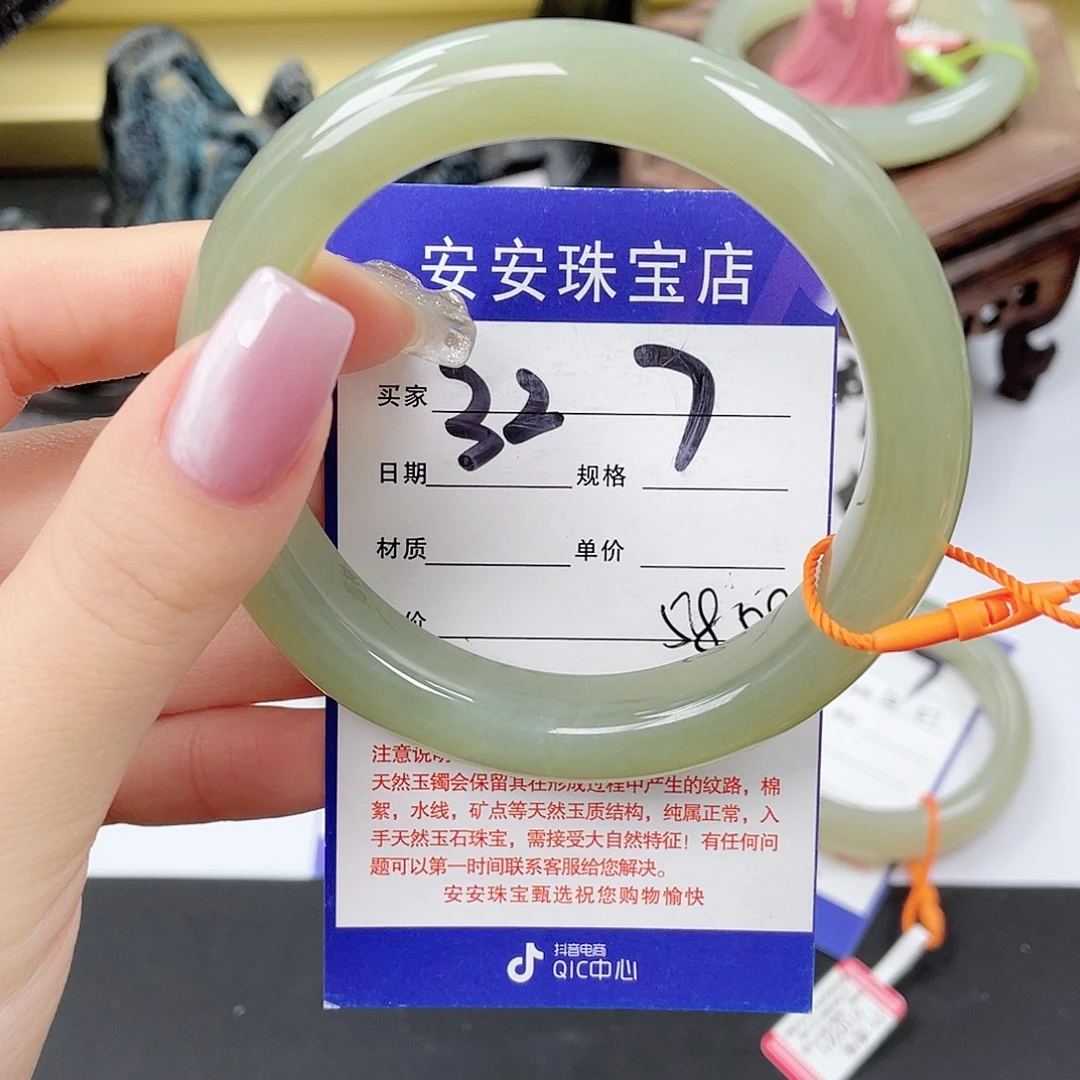 安安珠宝店
买家 32 7
日期 规格
材质 单价
价
注意说明
天然玉镯会保留其在形成过程中产生的纹路，棉
絮，水线，矿点等天然玉质结构，纯属正常，入
手天然玉石珠宝，需接受大自然特征！有任何问
题可以第一时间联系客服给您解决。
安安珠宝甄选祝您购物愉快
抖音电商
QIC中心